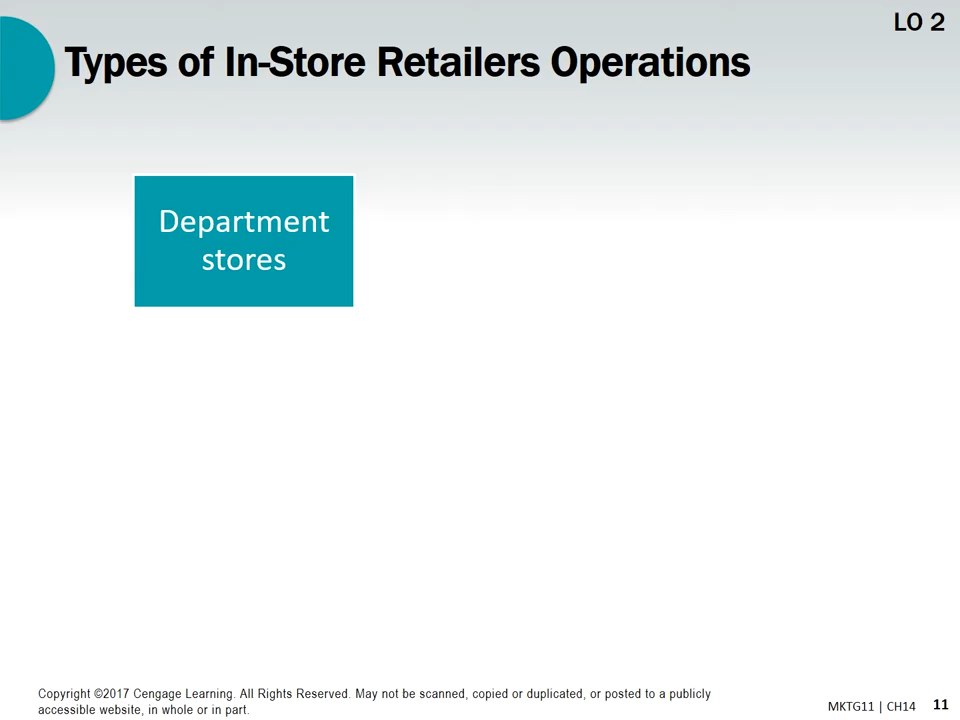 LO 2
Types of In-Store Retailers Operations
Department
stores
Copyright ©2017 Cengage Learning. All Rights Reserved. May not be scanned, copied or duplicated, or posted to a publicly
accessible website, in whole or in part.
MKTG11 | CH14 11